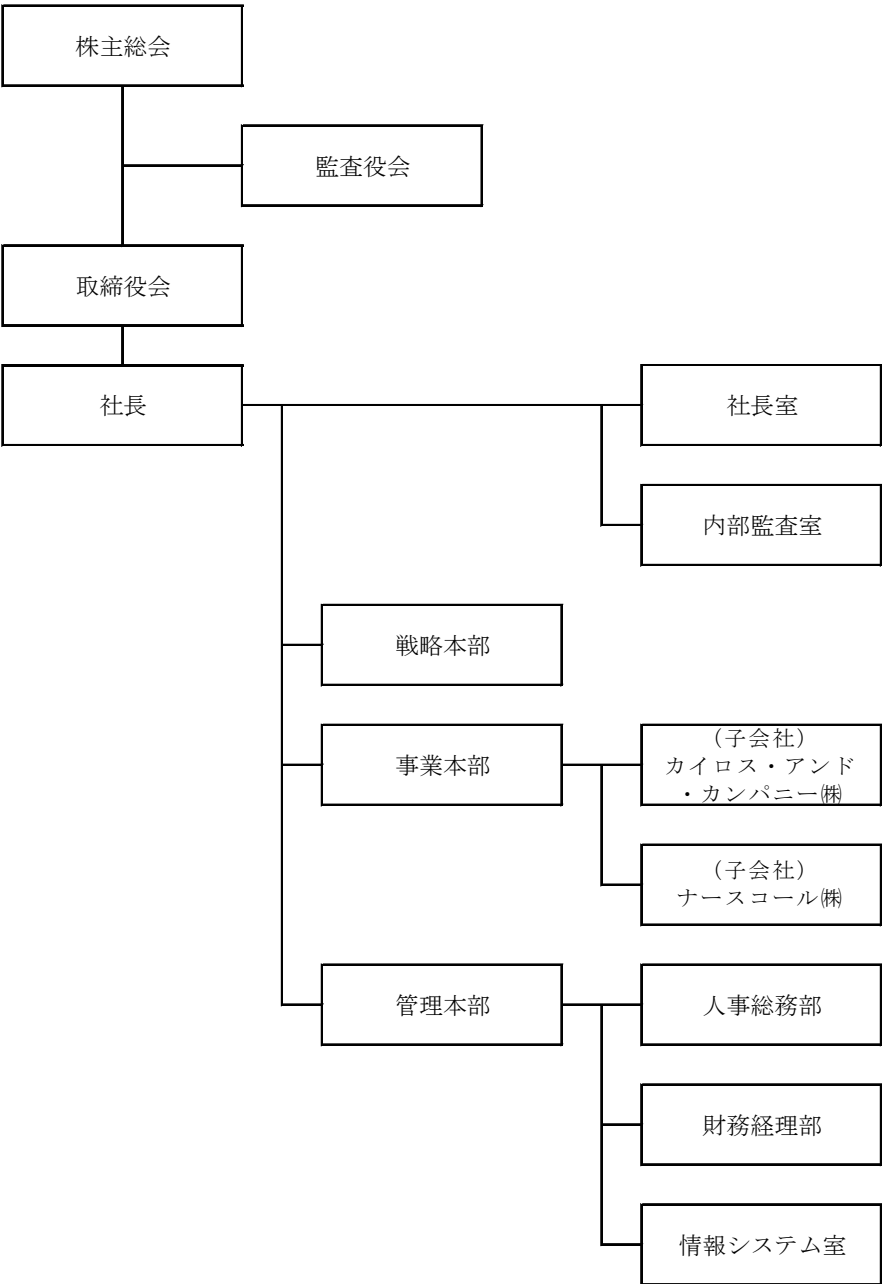 株主総会
監査役会
取締役会
社長
社長室
内部監査室
戦略本部
事業本部
（子会社）
カイロス・アンド
・カンパニー㈱
（子会社）
ナースコール㈱
管理本部
人事総務部
財務経理部
情報システム室